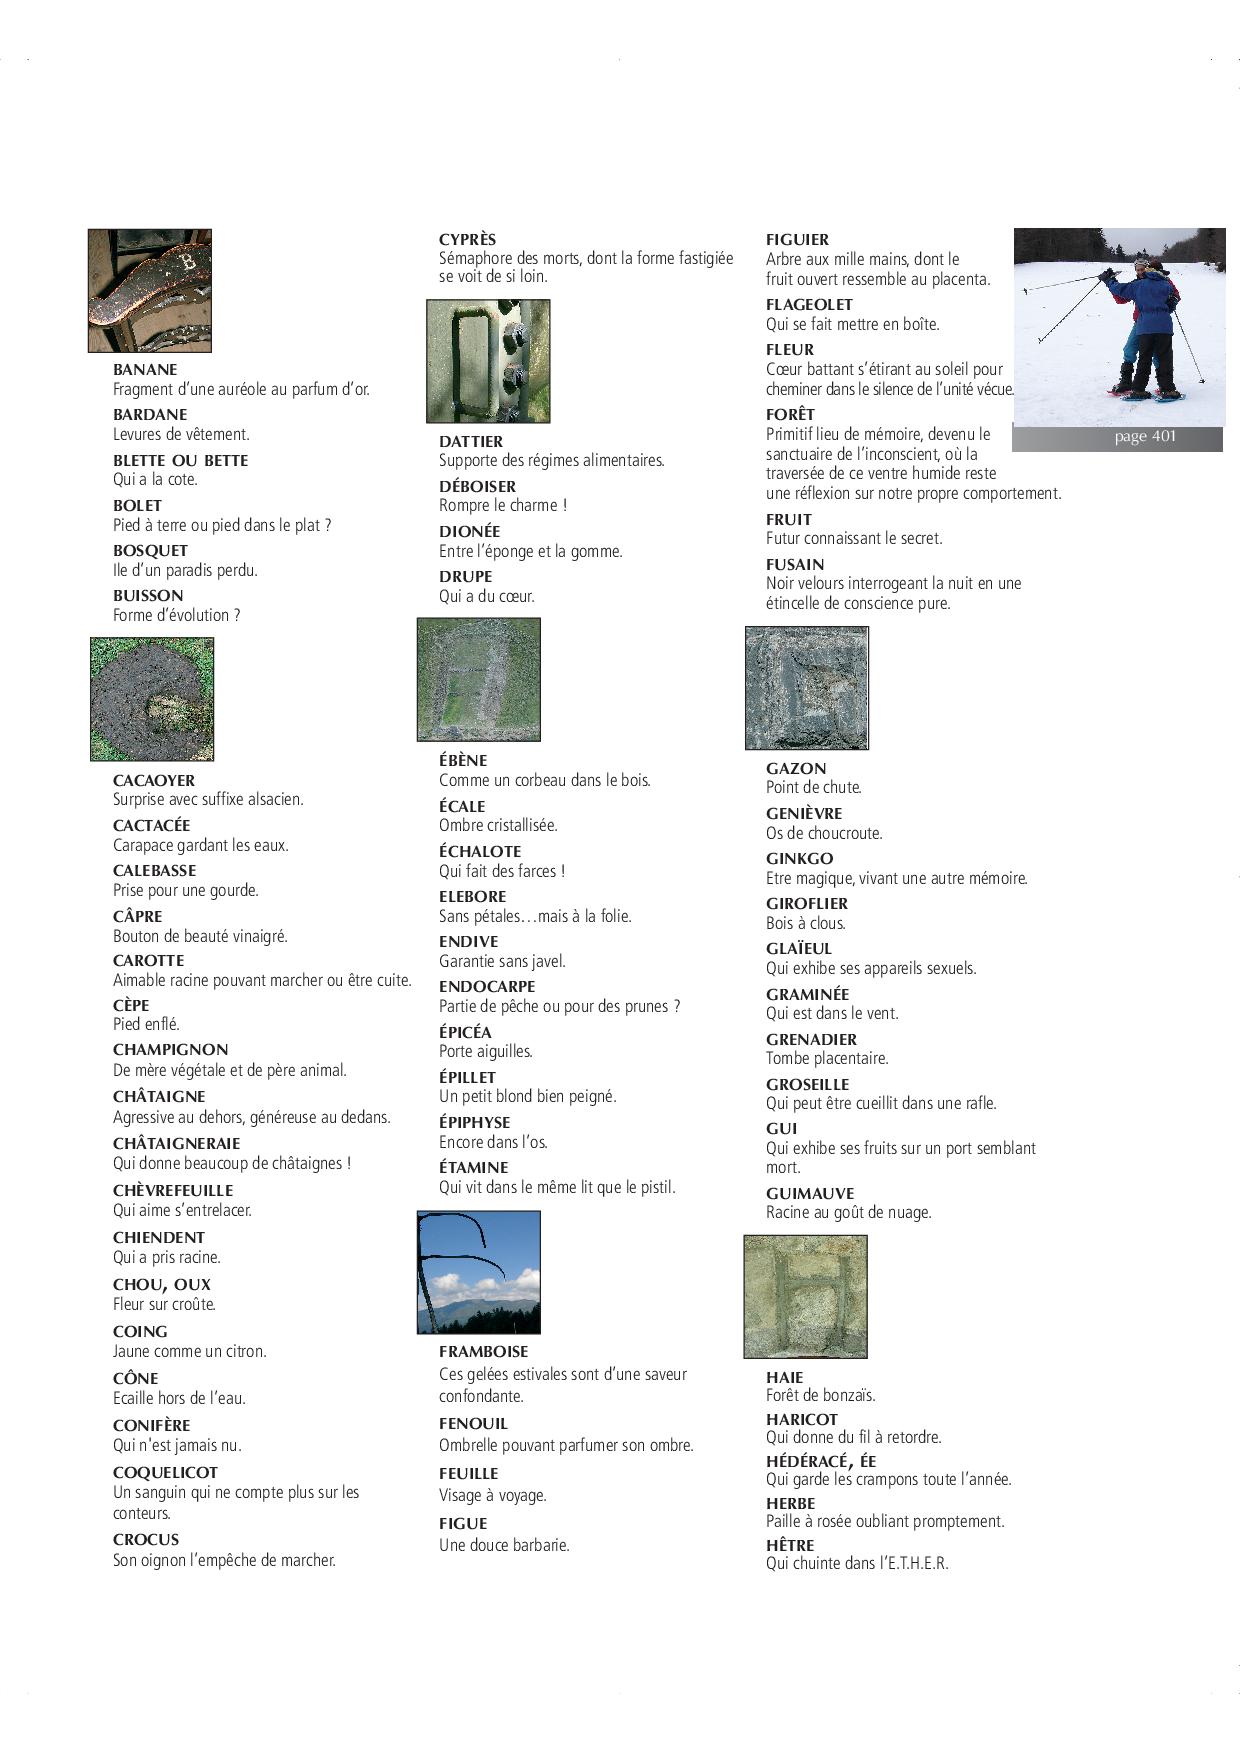 BANANE
Fragment d’une auréole au parfum d’or.
BARDANE
Levures de vêtement.
BLETTE OU BETTE
Qui a la cote.
BOLET
Pied à terre ou pied dans le plat ?
BOSQUET
Ile d’un paradis perdu.
BUISSON
Forme d’évolution ?
CACAOYER
Surprise avec suffixe alsacien.
CACTACÉE
Carapace gardant les eaux.
CALEBASSE
Prise pour une gourde.
CÂPRE
Bouton de beauté vinaigré.
CAROTTE
Aimable racine pouvant marcher ou être cuite.
CÈPE
Pied enflé.
CHAMPIGNON
De mère végétale et de père animal.
CHÂTAIGNE
Agressive au dehors, généreuse au dedans.
CHÂTAIGNERAIE
Qui donne beaucoup de châtaignes !
CHÈVREFEUILLE
Qui aime s’entrelacer.
CHIENDENT
Qui a pris racine.
CHOU, OUX
Fleur sur croûte.
COING
Jaune comme un citron.
CÔNE
Ecaille hors de l’eau.
CONIFÈRE
Qui n'est jamais nu.
COQUELICOT
Un sanguin qui ne compte plus sur les
conteurs.
CROCUS
Son oignon l’empêche de marcher.
CYPRÈS
Sémaphore des morts, dont la forme fastigiée
se voit de si loin.
DATTIER
Supporte des régimes alimentaires.
DÉBOISER
Rompre le charme !
DIONÉE
Entre l’éponge et la gomme.
DRUPE
Qui a du cœur.
ÉBÈNE
Comme un corbeau dans le bois.
ÉCALE
Ombre cristallisée.
ÉCHALOTE
Qui fait des farces !
ELEBORE
Sans pétales…mais à la folie.
ENDIVE
Garantie sans javel.
ENDOCARPE
Partie de pêche ou pour des prunes ?
ÉPICÉA
Porte aiguilles.
ÉPILLET
Un petit blond bien peigné.
ÉPIPHYSE
Encore dans l’os.
ÉTAMINE
Qui vit dans le même lit que le pistil.
FRAMBOISE
Ces gelées estivales sont d’une saveur
confondante.
FENOUIL
Ombrelle pouvant parfumer son ombre.
FEUILLE
Visage à voyage.
FIGUE
Une douce barbarie.
FIGUIER
Arbre aux mille mains, dont le
fruit ouvert ressemble au placenta.
FLAGEOLET
Qui se fait mettre en boîte.
FLEUR
Cœur battant s’étirant au soleil pour
cheminer dans le silence de l’unité vécue.
FORÊT
Primitif lieu de mémoire, devenu le
sanctuaire de l’inconscient, où la
traversée de ce ventre humide reste
une réflexion sur notre propre comportement.
FRUIT
Futur connaissant le secret.
FUSAIN
Noir velours interrogeant la nuit en une
étincelle de conscience pure.
GAZON
Point de chute.
GENIÈVRE
Os de choucroute.
GINKGO
Etre magique, vivant une autre mémoire.
GIROFLIER
Bois à clous.
GLAÏEUL
Qui exhibe ses appareils sexuels.
GRAMINÉE
Qui est dans le vent.
GRENADIER
Tombe placentaire.
GROSEILLE
Qui peut être cueillit dans une rafle.
GUI
Qui exhibe ses fruits sur un port semblant
mort.
GUIMAUVE
Racine au goût de nuage.
HAIE
Forêt de bonzaïs.
HARICOT
Qui donne du fil à retordre.
HÉDÉRACÉ, ÉE
Qui garde les crampons toute l’année.
HERBE
Paille à rosée oubliant promptement.
HÊTRE
Qui chuinte dans l’E.T.H.E.R.
page 401
B